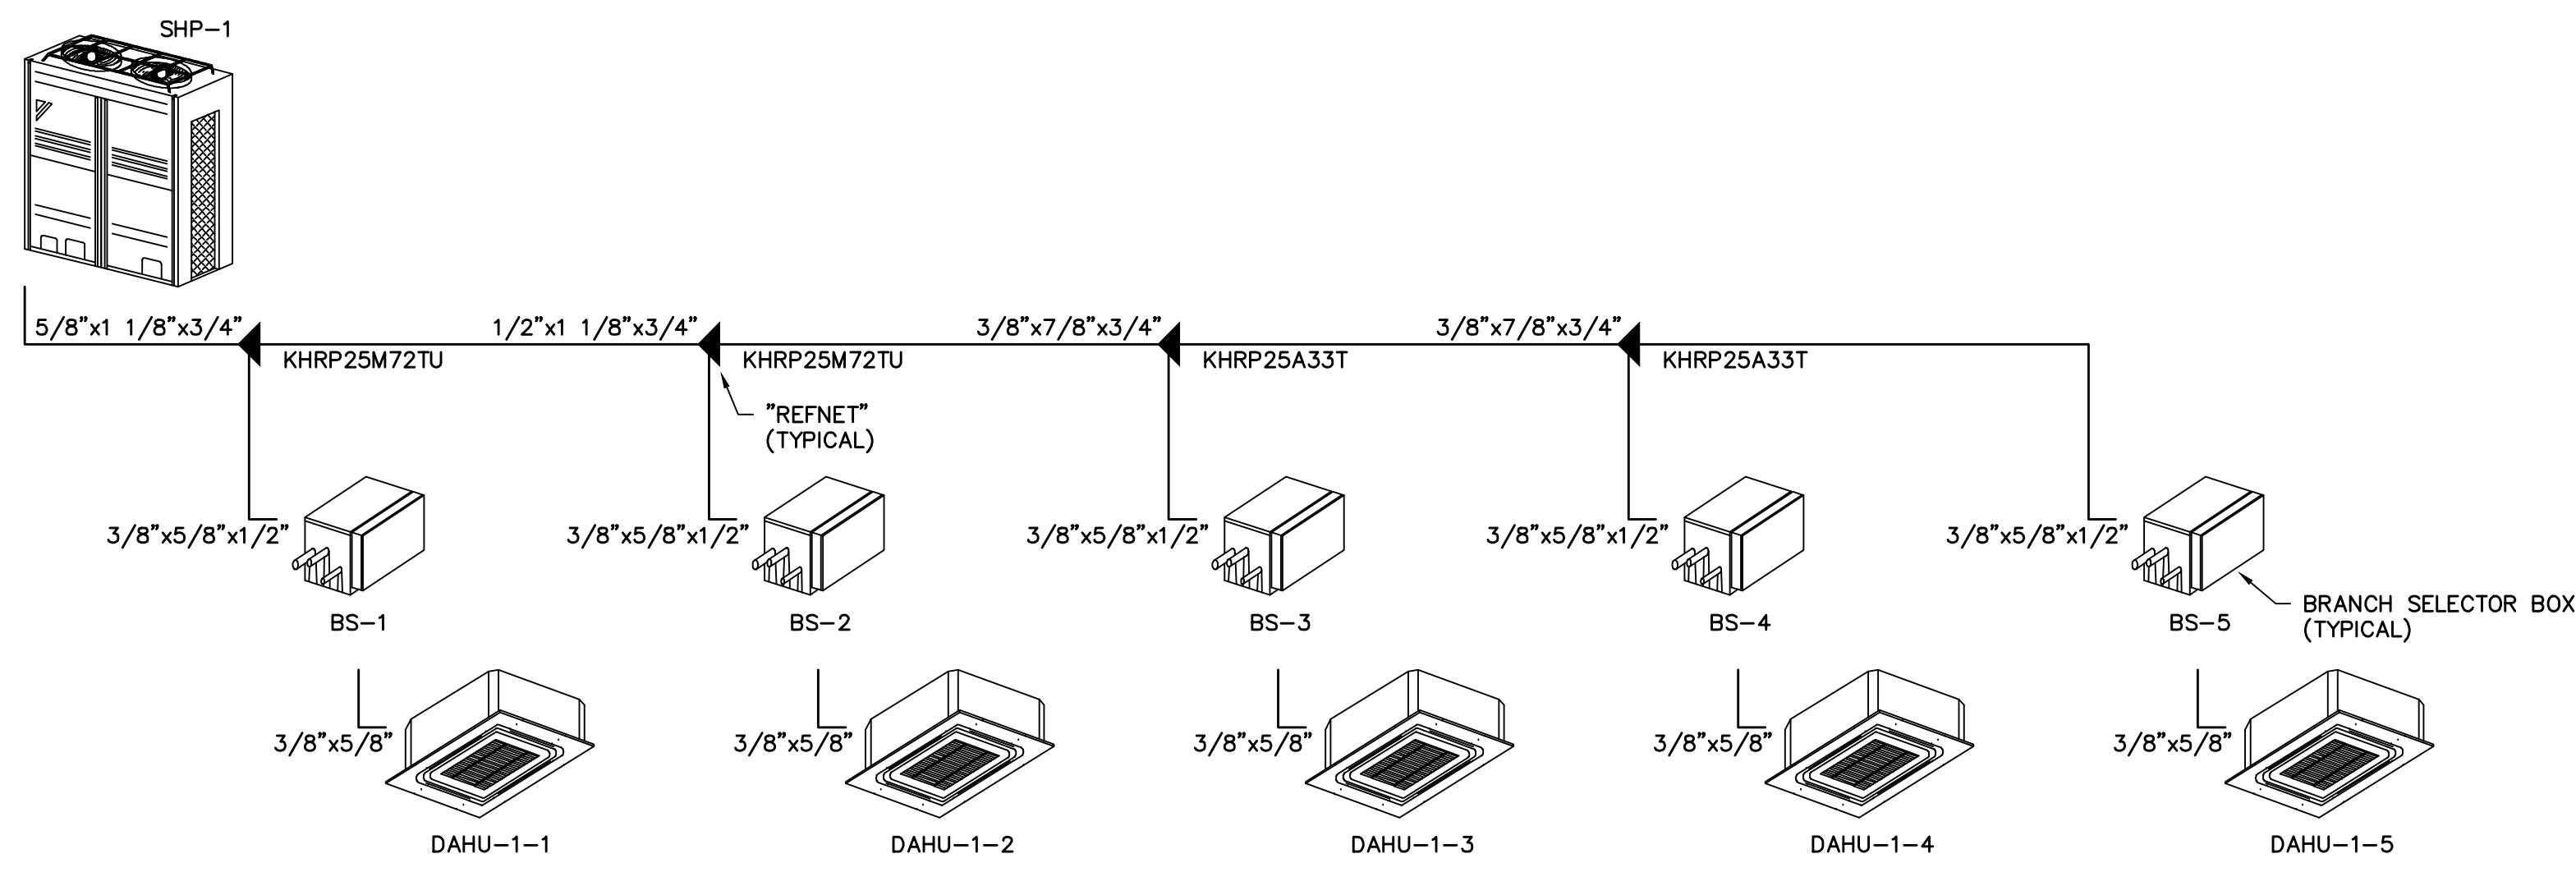 SHP-1
5/8"x1 1/8"x3/4"
1/2"x1 1/8"x3/4"
3/8"x7/8"x3/4"
3/8"x7/8"x3/4"
KHRP25M72TU
KHRP25M72TU
KHRP25A33T
KHRP25A33T
"REFNET"
(TYPICAL)
3/8"x5/8"x1/2"
3/8"x5/8"x1/2"
3/8"x5/8"x1/2"
3/8"x5/8"x1/2"
3/8"x5/8"x1/2"
BRANCH SELECTOR BOX
(TYPICAL)
BS-1
BS-2
BS-3
BS-4
BS-5
3/8"x5/8"
3/8"x5/8"
3/8"x5/8"
3/8"x5/8"
3/8"x5/8"
DAHU-1-1
DAHU-1-2
DAHU-1-3
DAHU-1-4
DAHU-1-5